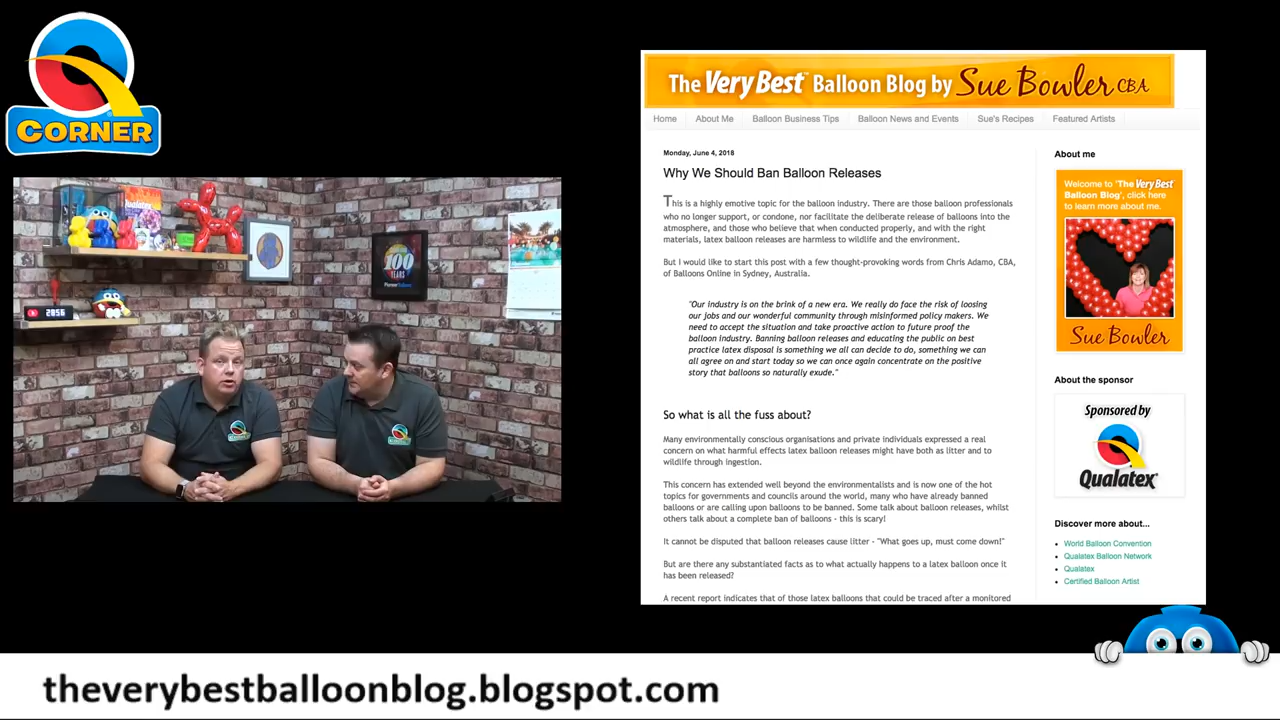 CORNER
Qualatex
100
YEARS
Pioneer
2056
The Very Best™ Balloon Blog by Sue Bowler CBA
Home About Me Balloon Business Tips Balloon News and Events Sue's Recipes Featured Artists
Monday, June 4, 2018
Why We Should Ban Balloon Releases
This is a highly emotive topic for the balloon industry. There are those balloon professionals
who no longer support, or condone, nor facilitate the deliberate release of balloons into the
atmosphere, and those who believe that when conducted properly, and with the right
materials, latex balloon releases are harmless to wildlife and the environment.
But I would like to start this post with a few thought-provoking words from Chris Adamo, CBA,
of Balloons Online in Sydney, Australia.
"Our industry is on the brink of a new era. We really do face the risk of loosing
our jobs and our wonderful community through misinformed policy makers. We
need to accept the situation and take proactive action to future proof the
balloon industry. Banning balloon releases and educating the public on best
practice latex disposal is something we all can decide to do, something we can
all agree on and start today so we can once again concentrate on the positive
story that balloons so naturally exude."
So what is all the fuss about?
Many environmentally conscious organisations and private individuals expressed a real
concern on what harmful effects latex balloon releases might have both as litter and to
wildlife through ingestion.
This concern has extended well beyond the environmentalists and is now one of the hot
topics for governments and councils around the world, many who have already banned
balloons or are calling upon balloons to be banned. Some talk about balloon releases, whilst
others talk about a complete ban of balloons - this is scary!
It cannot be disputed that balloon releases cause litter - "What goes up, must come down!"
But are there any substantiated facts as to what actually happens to a latex balloon once it
has been released?
A recent report indicates that of those latex balloons that could be traced after a monitored
About me
Welcome to 'The Very Best
Balloon Blog', click here
to learn more about me.
Sue Bowler
About the sponsor
Sponsored by
Qualatex
Discover more about...
World Balloon Convention
Qualatex Balloon Network
Qualatex
Certified Balloon Artist
theverybestballoonblog.blogspot.com